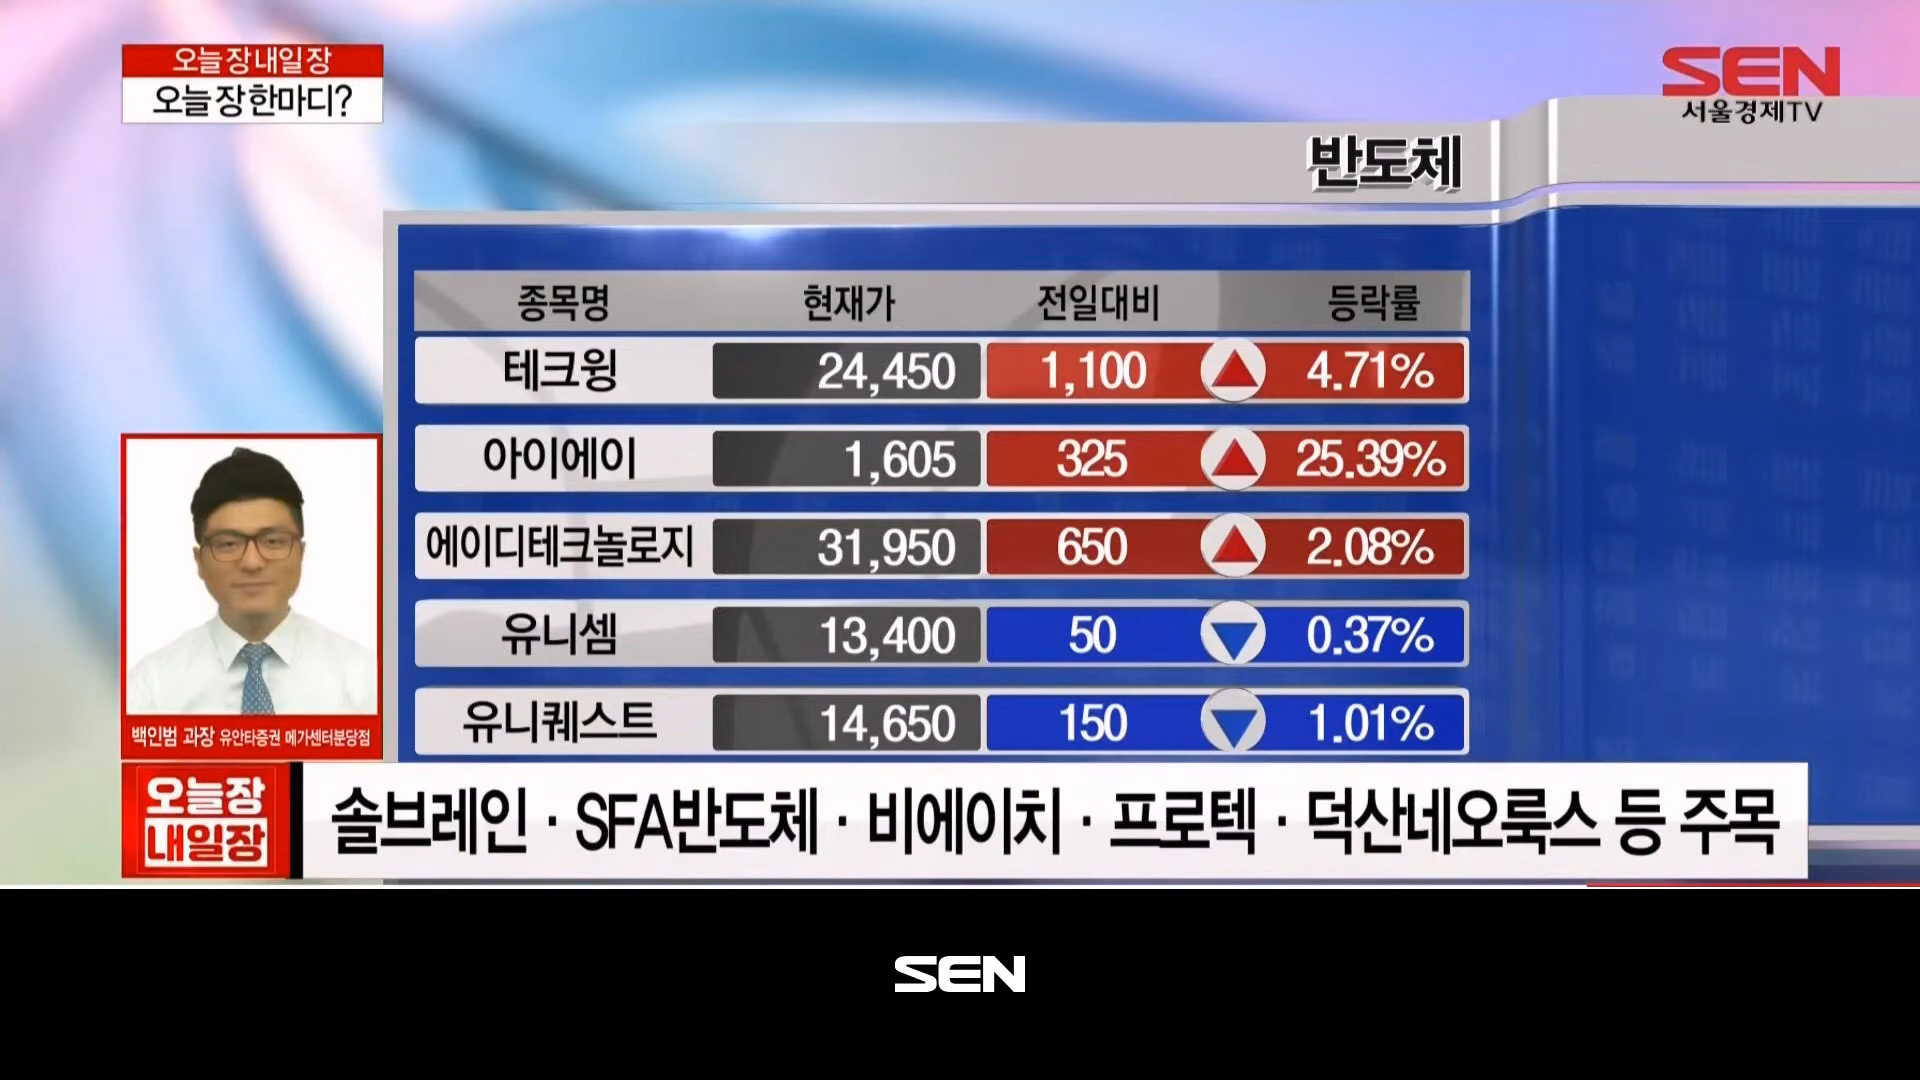 오늘장 내일장
오늘장 한마디?
SEN
서울경제TV
반도체
종목명 현재가 전일대비 등락률
테크윙 24,450 1,100 4.71%
아이에이 1,605 325 25.39%
에이디테크놀로지 31,950 650 2.08%
유니셈 13,400 50 0.37%
유니퀘스트 14,650 150 1.01%
백인범 과장 유안타증권 메가센터분당점
오늘장
내일장
솔브레인 · SFA반도체 · 비에이치 · 프로텍 · 덕산네오룩스 등 주목
SEN